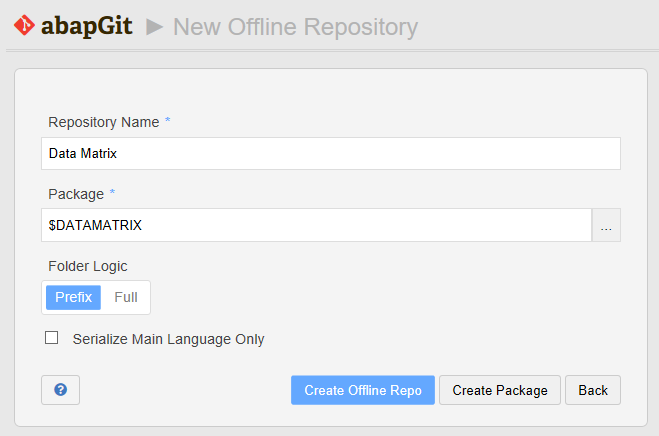 abapGit ▶ New Offline Repository
Repository Name *
Data Matrix
Package *
$DATAMATRIX
...
Folder Logic
Prefix Full
Serialize Main Language Only
? Create Offline Repo Create Package Back